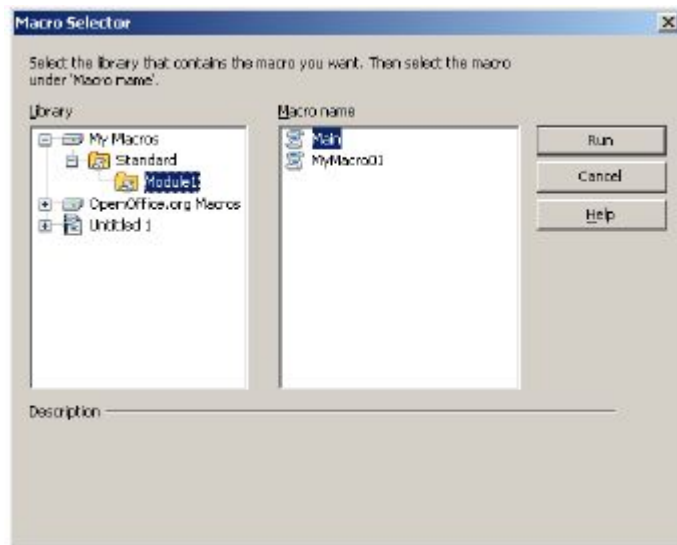 Macro Selector
Select the library that contains the macro you want. Then select the macro
under 'Macro name'.
Library
Macro name
My Macros
Standard
Module1
OpenOffice.org Macros
Untitled 1
Main
MyMacro01
Run
Cancel
Help
Description